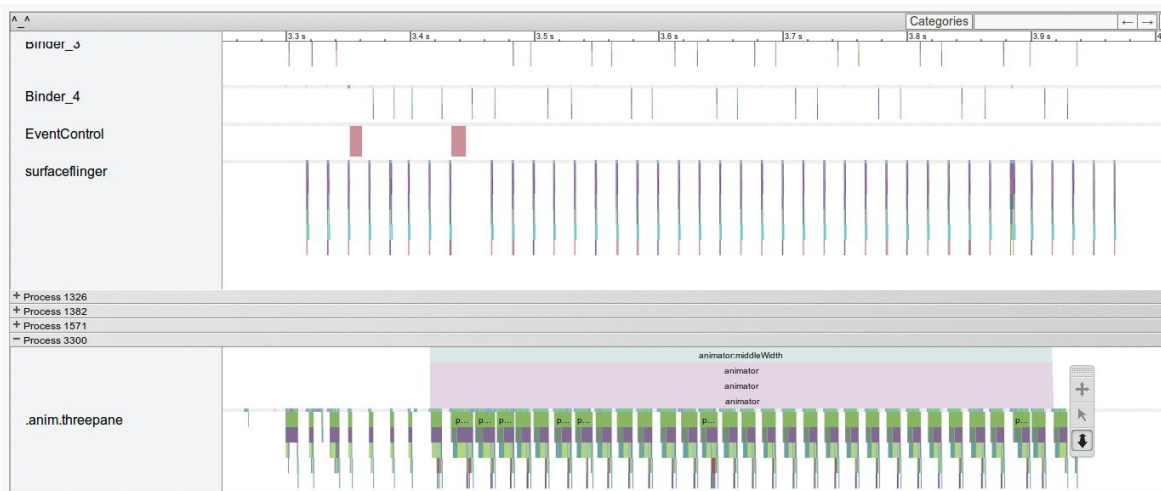 ^_^
Categories
← →
3.3 s 3.4 s 3.5 s 3.6 s 3.7 s 3.8 s 3.9 s 4
Binder_3
Binder_4
EventControl
surfaceflinger
+ Process 1326
+ Process 1382
+ Process 1571
− Process 3300
animator:middleWidth
animator
animator
animator
.anim.threepane
p... p... p... p... p... p... p...